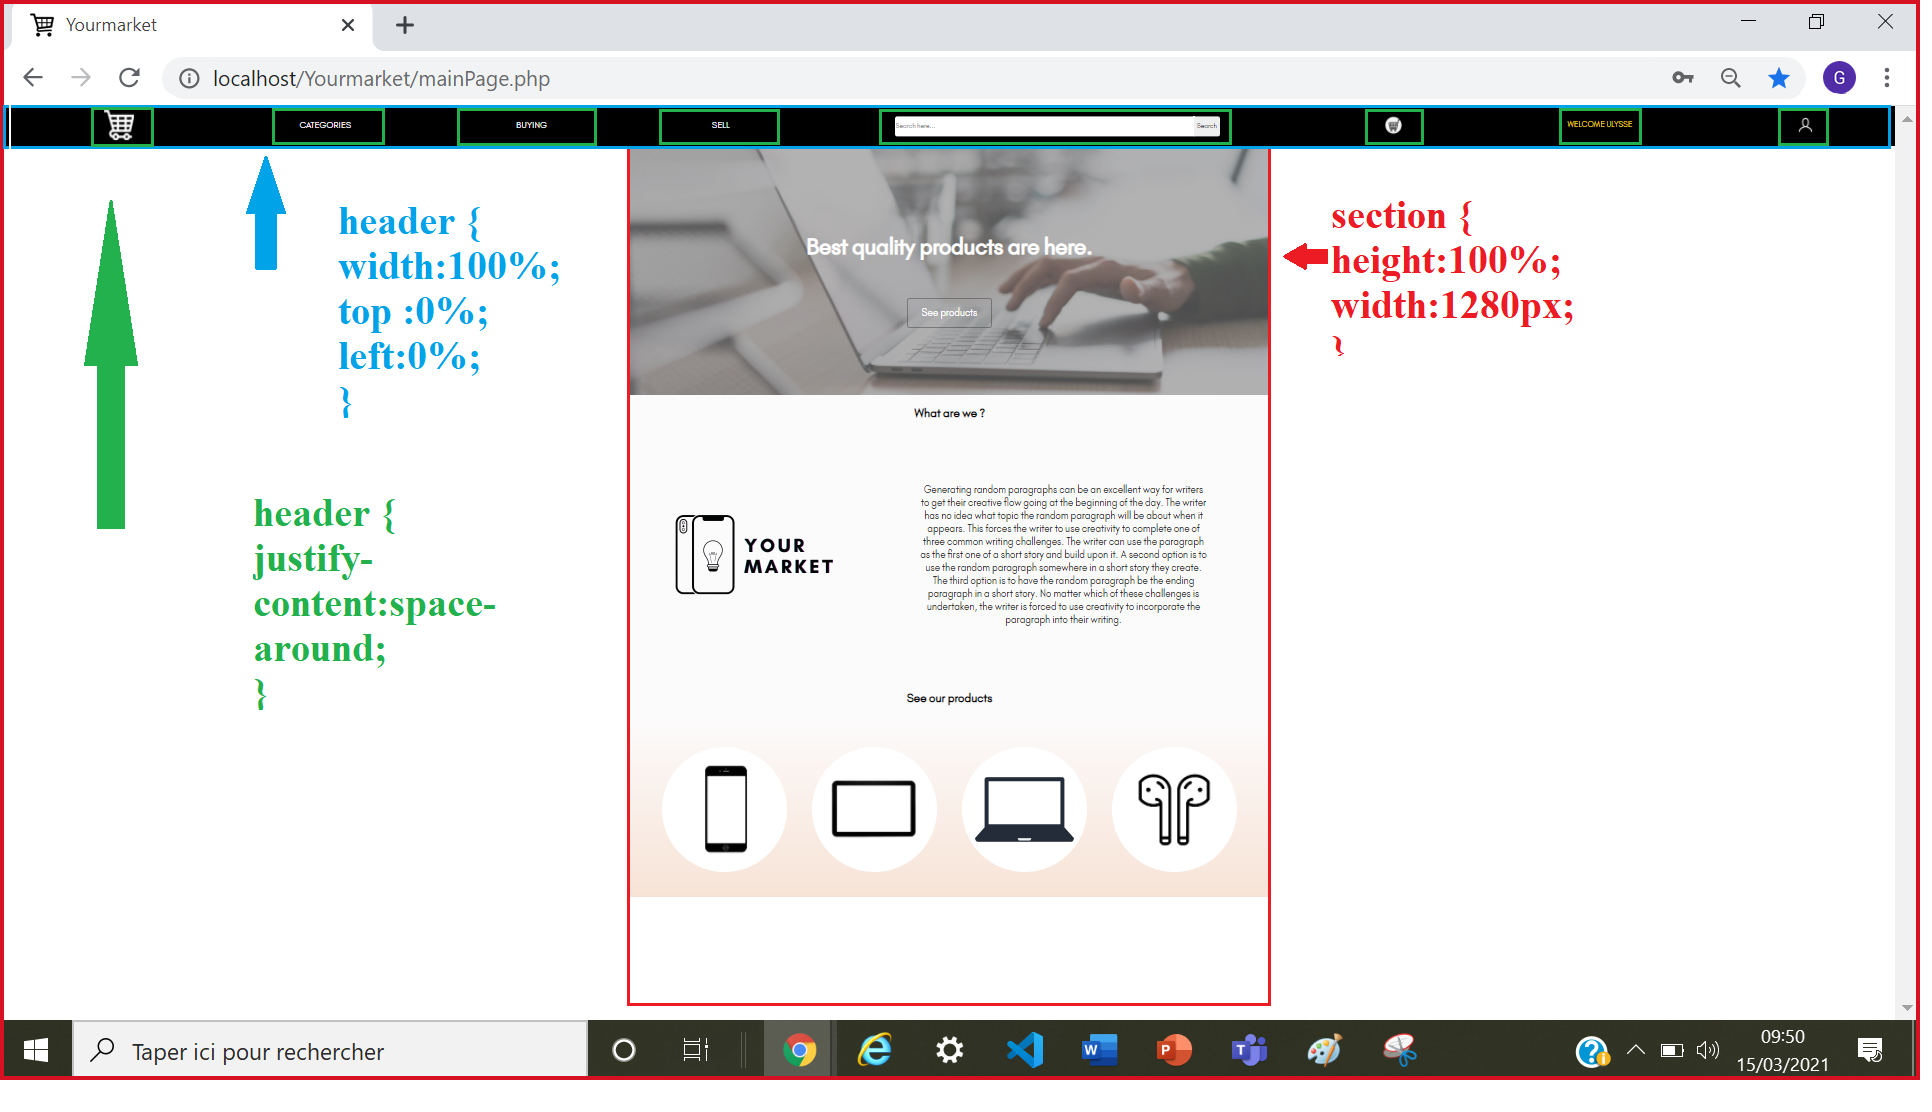 Yourmarket
localhost/Yourmarket/mainPage.php
G
CATEGORIES
BUYING
SELL
Search here...
Search
WELCOME ULYSSE
header {
width:100%;
top :0%;
left:0%;
}
Best quality products are here.
See products
section {
height:100%;
width:1280px;
}
What are we ?
header {
justify-
content:space-
around;
}
YOUR
MARKET
Generating random paragraphs can be an excellent way for writers
to get their creative flow going at the beginning of the day. The writer
has no idea what topic the random paragraph will be about when it
appears. This forces the writer to use creativity to complete one of
three common writing challenges. The writer can use the paragraph
as the first one of a short story and build upon it. A second option is to
use the random paragraph somewhere in a short story they create.
The third option is to have the random paragraph be the ending
paragraph in a short story. No matter which of these challenges is
undertaken, the writer is forced to use creativity to incorporate the
paragraph into their writing.
See our products
Taper ici pour rechercher
W
P
T
09:50
15/03/2021